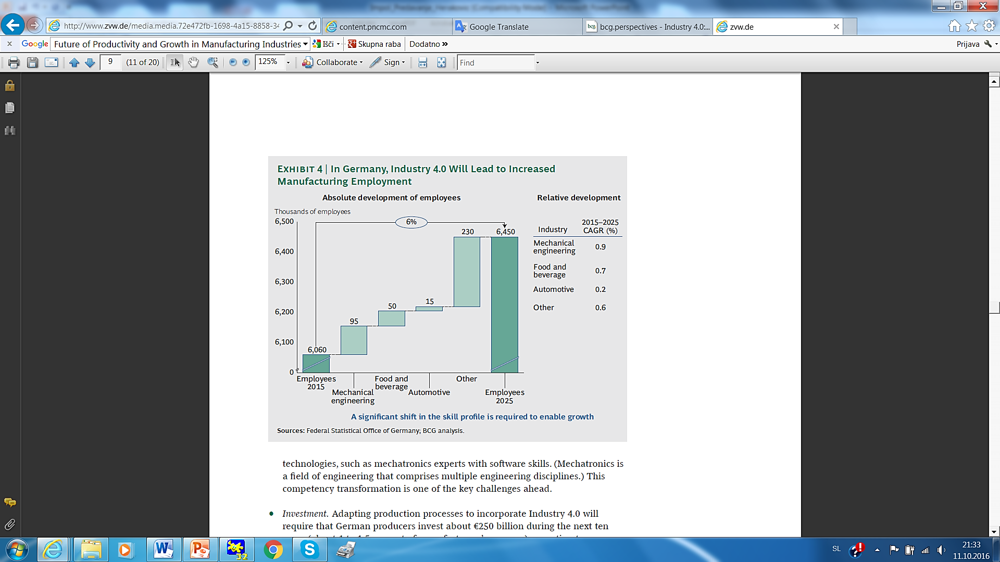 http://www.zvw.de/media.media.72e472fb-1698-4a15-8858-34
content.pncmc.com
Google Translate
bcg
bcg.perspectives - Industry 4.0:...
zvw.de
x
Google
Future of Productivity and Growth in Manufacturing Industries
Išči
Skupna raba
Dodatno »
Prijava
9
(11 of 20)
125%
Collaborate
Sign
Find
EXHIBIT 4 | In Germany, Industry 4.0 Will Lead to Increased
Manufacturing Employment
Absolute development of employees
Relative development
Thousands of employees
6,500
6,400
6,300
6,200
6,100
0
6%
6,060
95
50
15
230
6,450
Employees
2015
Mechanical
engineering
Food and
beverage
Automotive
Other
Employees
2025
Industry
2015–2025
CAGR (%)
Mechanical
engineering
0.9
Food and
beverage
0.7
Automotive
0.2
Other
0.6
A significant shift in the skill profile is required to enable growth
Sources: Federal Statistical Office of Germany; BCG analysis.
technologies, such as mechatronics experts with software skills. (Mechatronics is
a field of engineering that comprises multiple engineering disciplines.) This
competency transformation is one of the key challenges ahead.
• Investment. Adapting production processes to incorporate Industry 4.0 will
require that German producers invest about €250 billion during the next ten
32
SL
21:33
11.10.2016